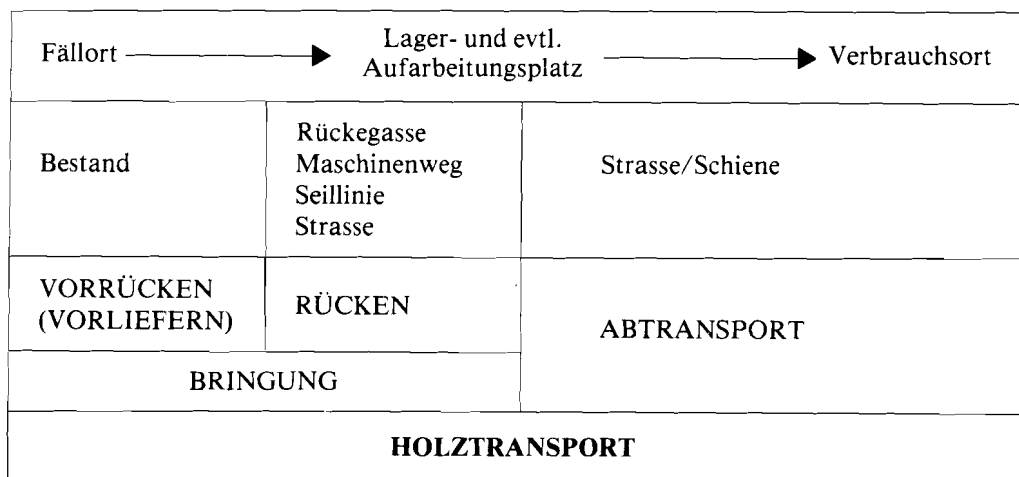 Fällort
Lager- und evtl.
Aufarbeitungsplatz
Verbrauchsort
Bestand
Rückegasse
Maschinenweg
Seillinie
Strasse
Strasse/Schiene
VORRÜCKEN
(VORLIEFERN)
RÜCKEN
ABTRANSPORT
BRINGUNG
HOLZTRANSPORT